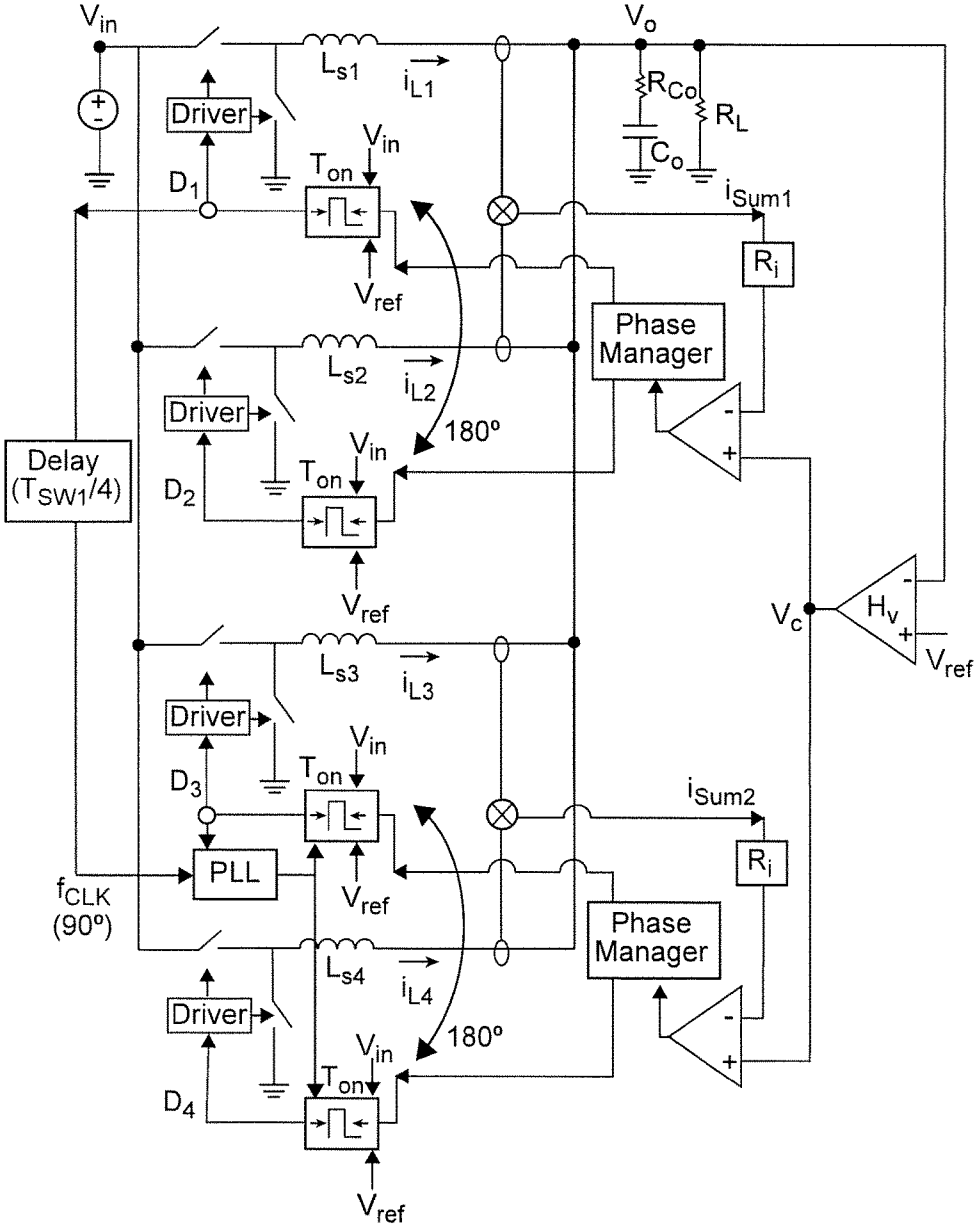 Vin
Vo
Ls1
iL1
RCo
RL
Co
Driver
Vin
Ton
D1
iSum1
Ri
Vref
Phase
Manager
Ls2
iL2
Driver
180º
Vin
Ton
Delay
(TSW1/4)
D2
-
+
Vref
-
Hv
+
Vc
Vref
Ls3
iL3
Driver
Vin
Ton
D3
iSum2
Ri
PLL
fCLK
(90º)
Vref
Phase
Manager
Ls4
iL4
Driver
180º
Vin
Ton
D4
-
+
Vref